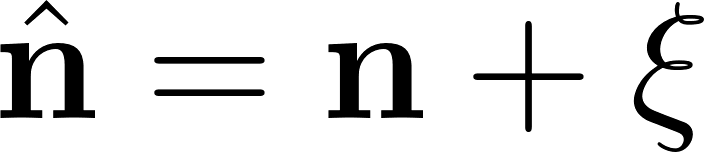 n̂ = n + ξ